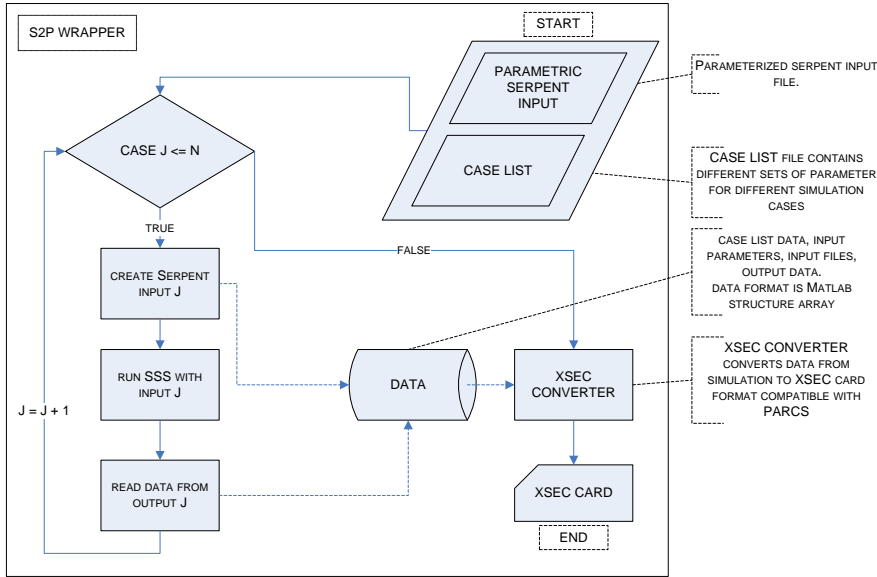 S2P WRAPPER
START
PARAMETRIC
SERPENT
INPUT
CASE LIST
PARAMETERIZED SERPENT INPUT
FILE.
CASE LIST FILE CONTAINS
DIFFERENT SETS OF PARAMETER
FOR DIFFERENT SIMULATION
CASES
CASE J <= N
TRUE
FALSE
CASE LIST DATA, INPUT
PARAMETERS, INPUT FILES,
OUTPUT DATA.
DATA FORMAT IS MATLAB
STRUCTURE ARRAY
CREATE SERPENT
INPUT J
RUN SSS WITH
INPUT J
J = J + 1
READ DATA FROM
OUTPUT J
DATA
XSEC
CONVERTER
XSEC CONVERTER
CONVERTS DATA FROM
SIMULATION TO XSEC CARD
FORMAT COMPATIBLE WITH
PARCS
XSEC CARD
END